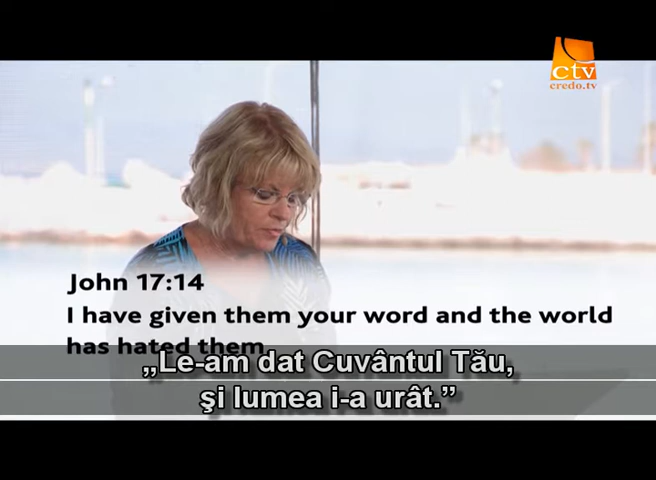 ctv
credo.tv
John 17:14
I have given them your word and the world
has hated them
„Le-am dat Cuvântul Tău,
şi lumea i-a urât.”